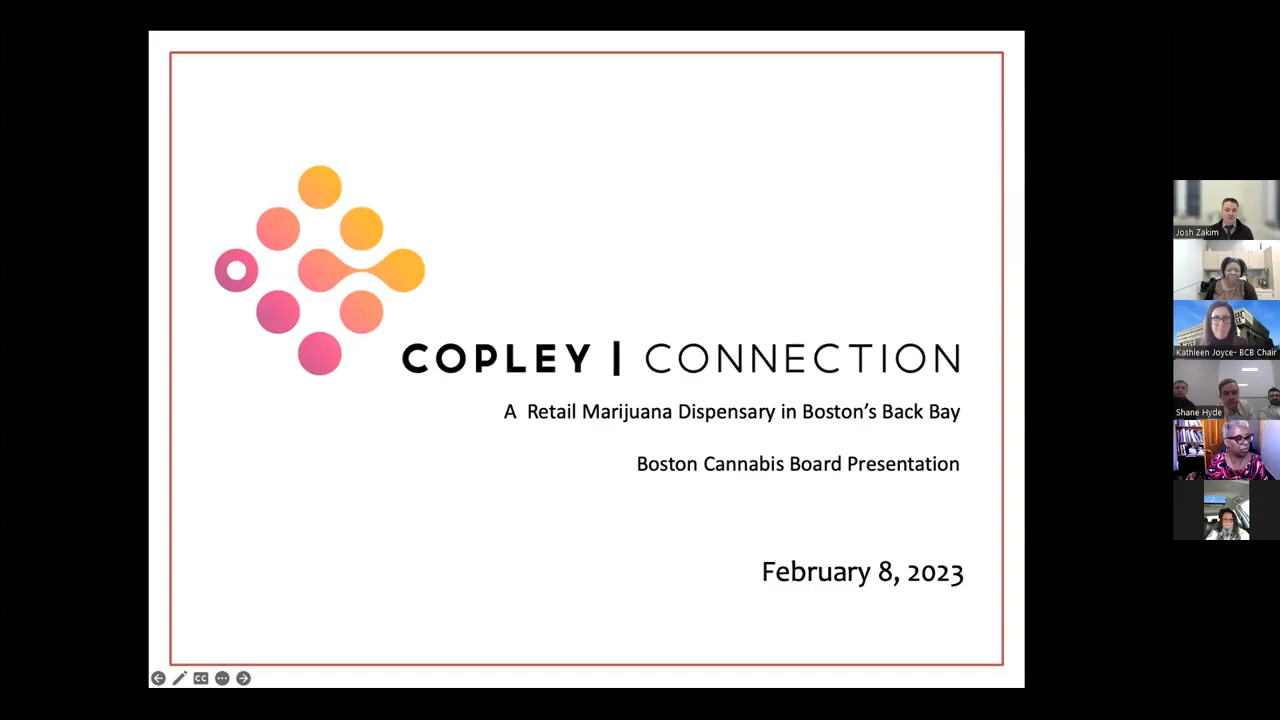 COPLEY | CONNECTION
A Retail Marijuana Dispensary in Boston's Back Bay
Boston Cannabis Board Presentation
February 8, 2023
CC
Josh Zakim
Kathleen Joyce- BCB Chair
Shane Hyde